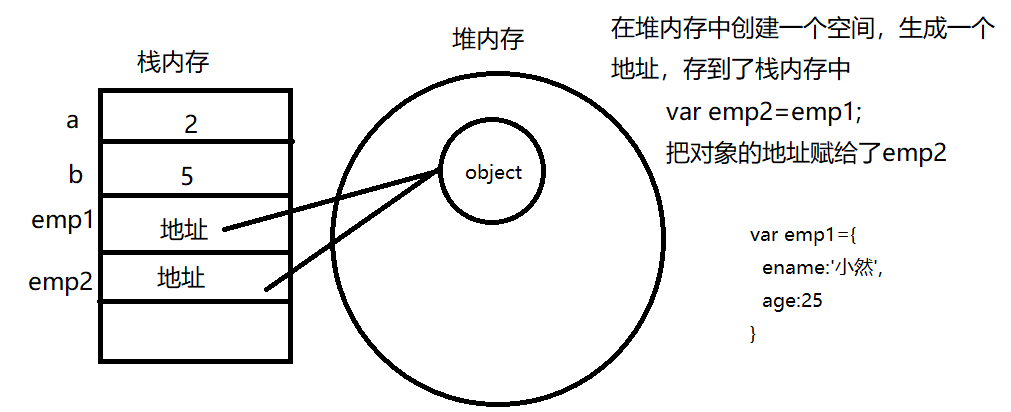 栈内存
a
2
b
5
emp1
地址
emp2
地址
堆内存
object
在堆内存中创建一个空间，生成一个
地址，存到了栈内存中
var emp2=emp1;
把对象的地址赋给了emp2
var emp1={
ename:'小然',
age:25
}